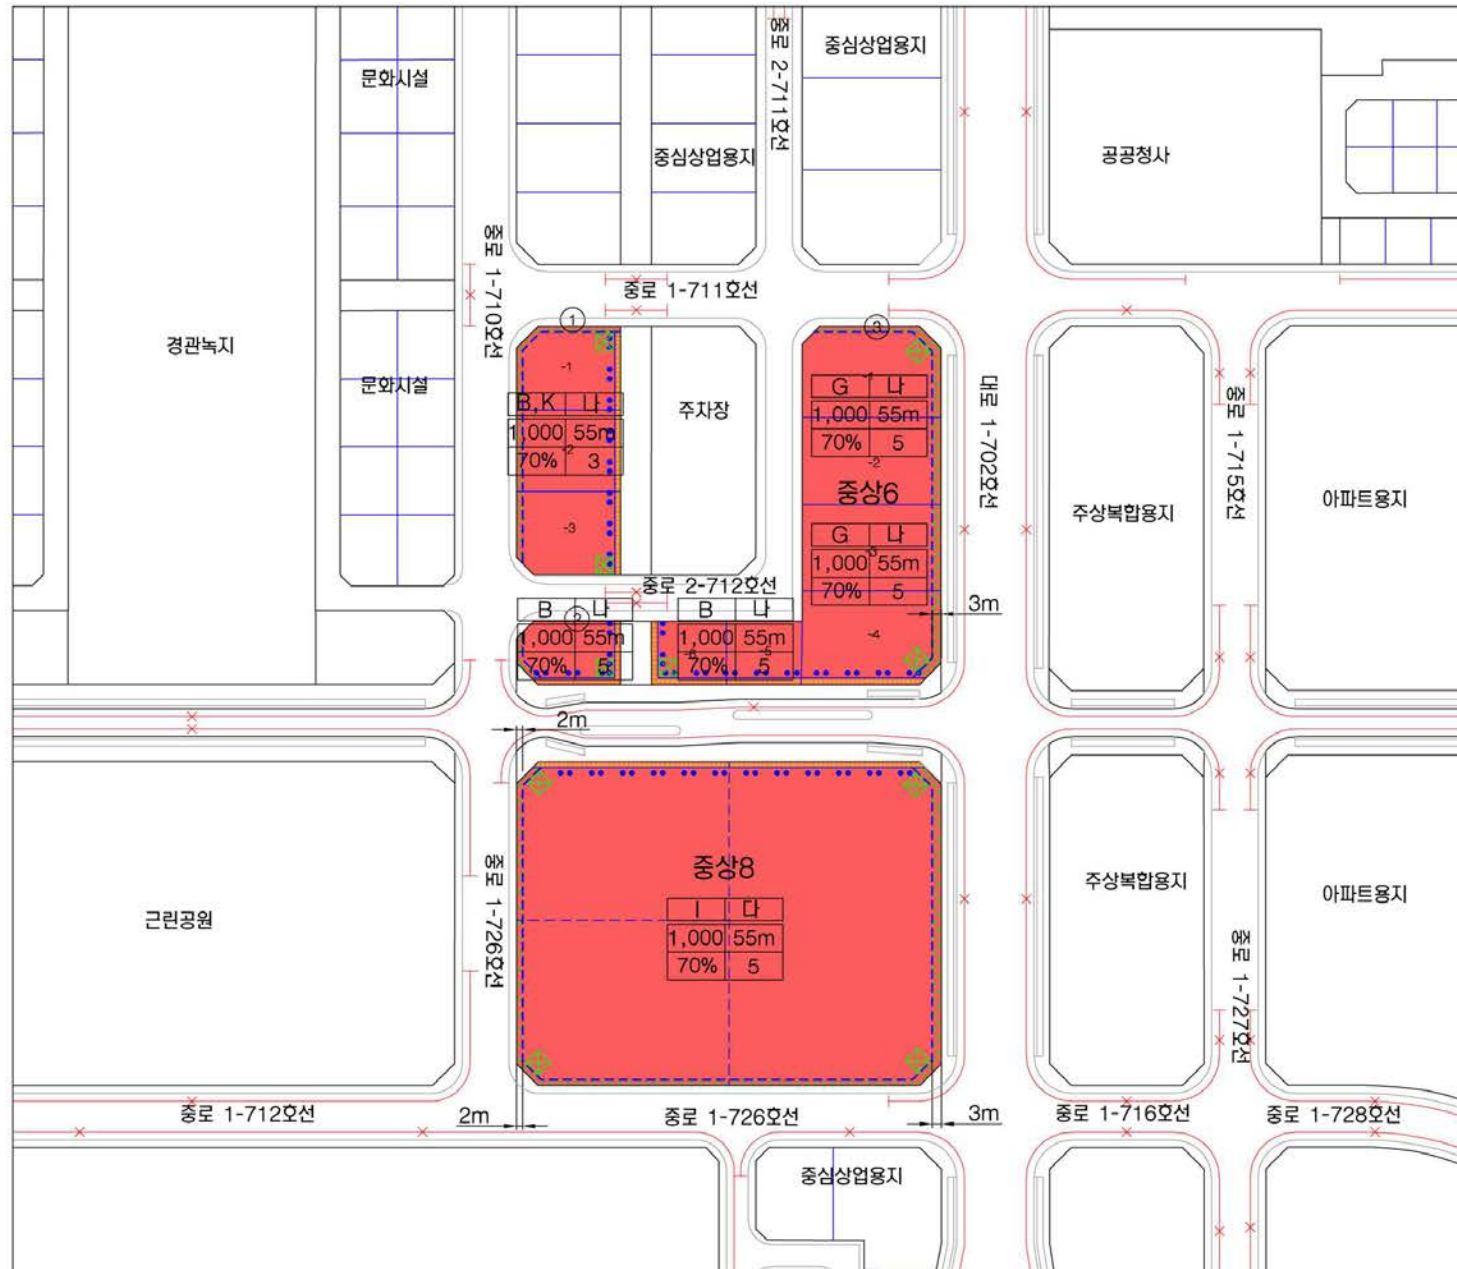 중로 2-711호선
중심상업용지
문화시설
중심상업용지
공공청사
중로 1-710호선
중로 1-711호선
1
3
경관녹지
문화시설
-1
B,K 나
1,000 55m
70% 3
-2
-3
주차장
-1
G 나
1,000 55m
70% 5
-2
중상6
G 나
-3
1,000 55m
70% 5
-4
대로 1-702호선
중로 1-715호선
주상복합용지
아파트용지
중로 2-712호선
3m
2
B 나
1,000 55m
70% 5
B 나
1,000 55m
-6 -5
70% 5
2m
중상8
I 다
1,000 55m
70% 5
중로 1-726호선
근린공원
주상복합용지
아파트용지
중로 1-727호선
중로 1-712호선
2m
중로 1-726호선
3m
중로 1-716호선
중로 1-728호선
중심상업용지